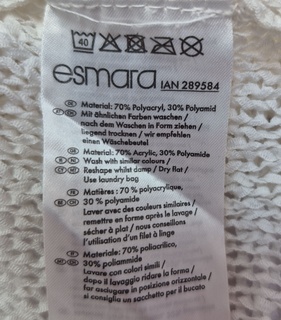 40
esmara IAN 289584
Material: 70% Polyacryl, 30% Polyamid
Mit ähnlichen Farben waschen /
nach dem Waschen in Form ziehen /
liegend trocknen / wir empfehlen
einen Wäschebeutel
Material: 70% Acrylic, 30% Polyamide
Wash with similar colours /
Reshape whilst damp / Dry flat /
Use laundry bag
Matières : 70 % polyacrylique,
30 % polyamide
Laver avec des couleurs similaires /
remettre en forme après le lavage /
sécher à plat / nous conseillons
l'utilisation d'un filet à linge
Materiale: 70% poliacrilico,
30% poliammide
Lavare con colori simili /
dopo il lavaggio ridare la forma /
far asciugare in posizione orizzontale /
si consiglia un sacchetto per il bucato